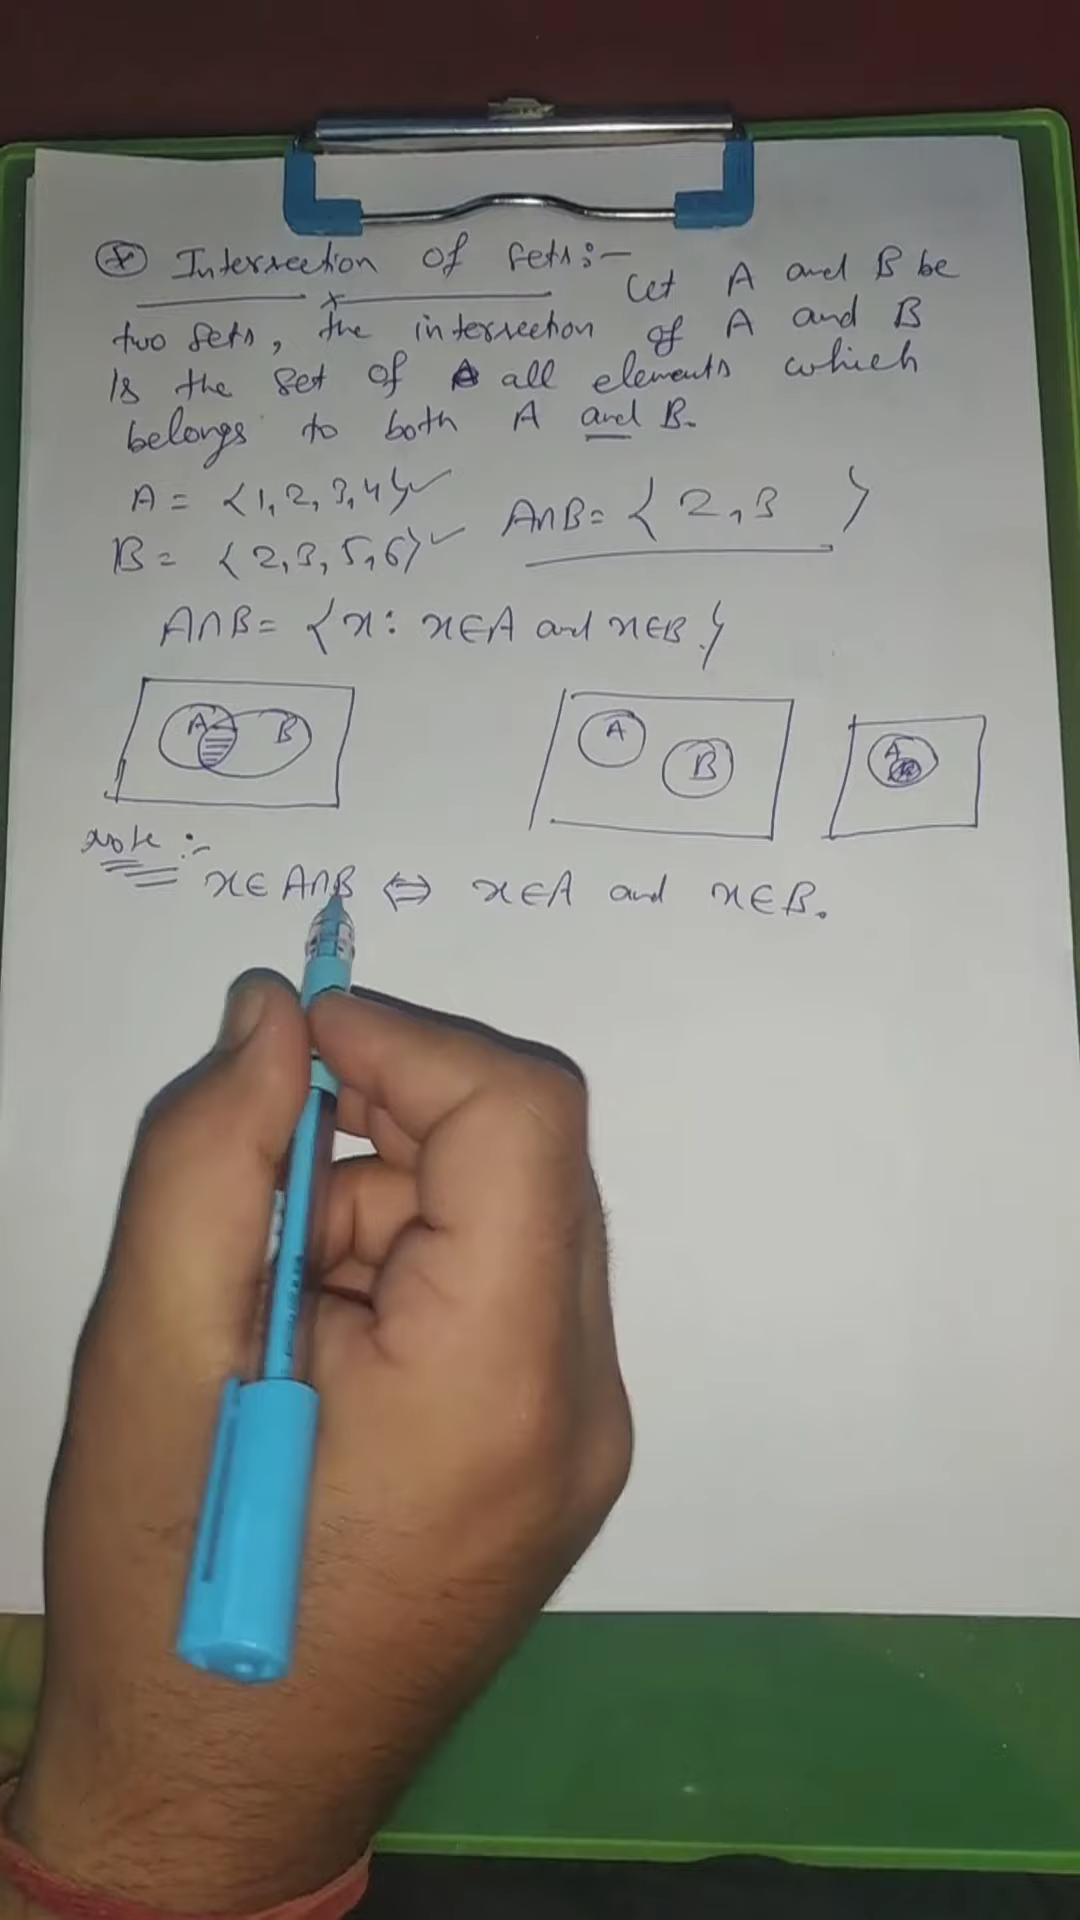 * Intersection of sets:- Let A and B be
two sets, the intersection of A and B
is the set of all elements which
belongs to both A and B.
A = {1, 2, 3, 4} ✓
A∩B = { 2, 3 }
B = {2, 3, 5, 6} ✓
A∩B = {x: x∈A and x∈B.}
A B
A B
A
Note :-
x∈A∩B ⇔ x∈A and x∈B.